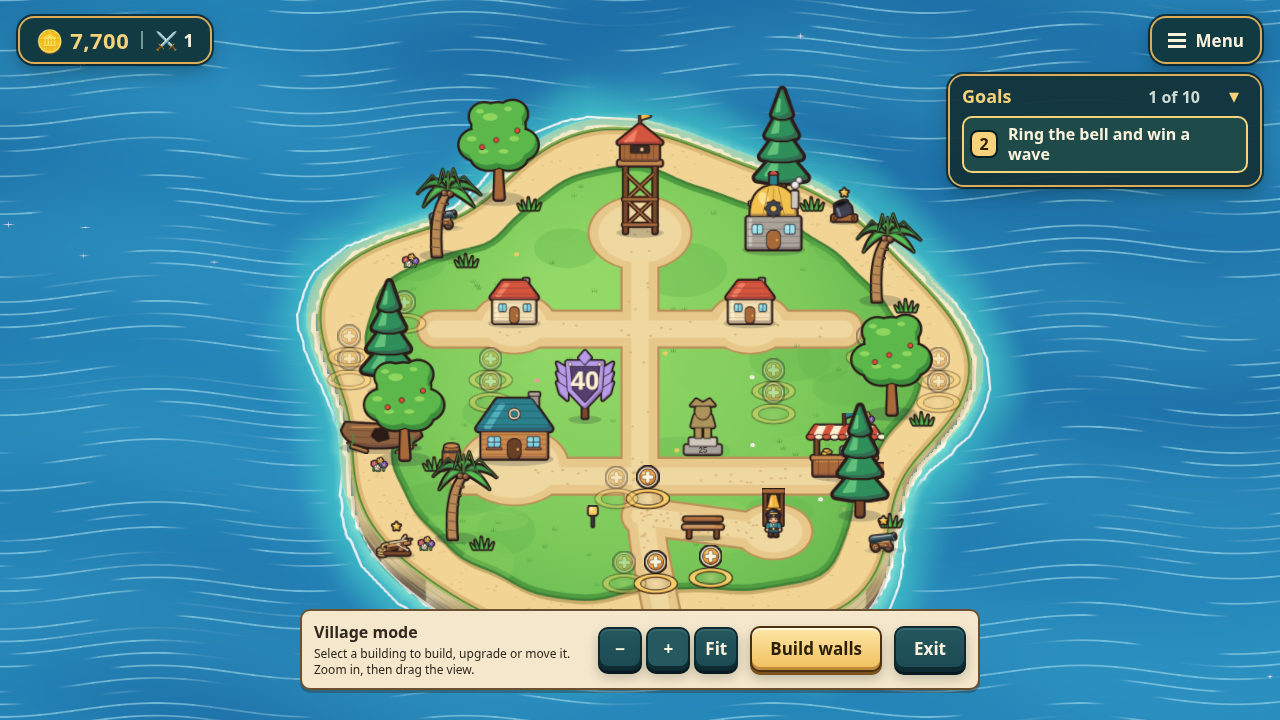 7,700
1
Menu
Goals
1 of 10
2
Ring the bell and win a
wave
40
25
Village mode
Select a building to build, upgrade or move it.
Zoom in, then drag the view.
−
+
Fit
Build walls
Exit